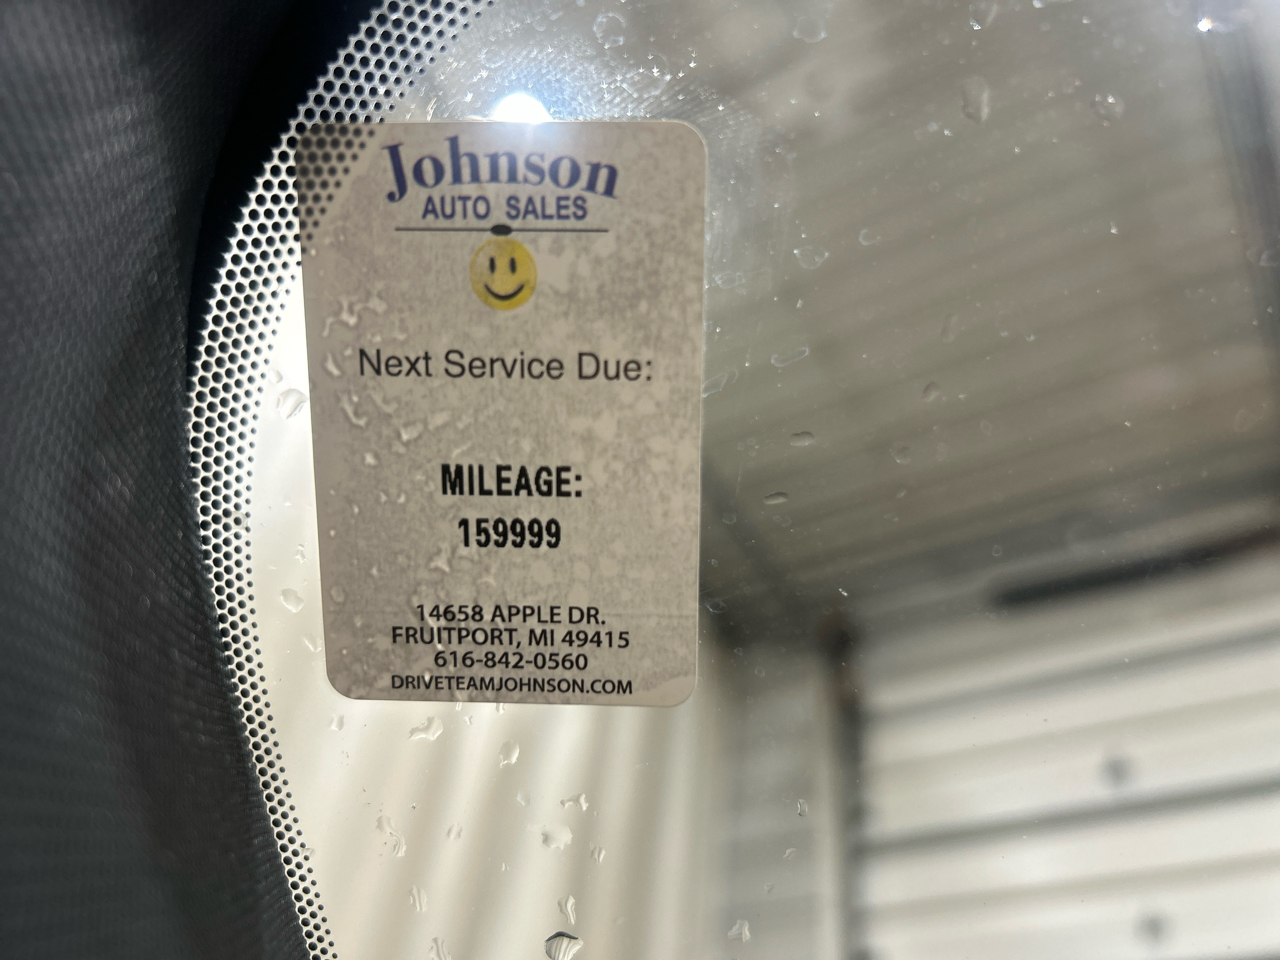 Johnson
AUTO SALES
Next Service Due:
MILEAGE:
159999
14658 APPLE DR.
FRUITPORT, MI 49415
616-842-0560
DRIVETEAMJOHNSON.COM